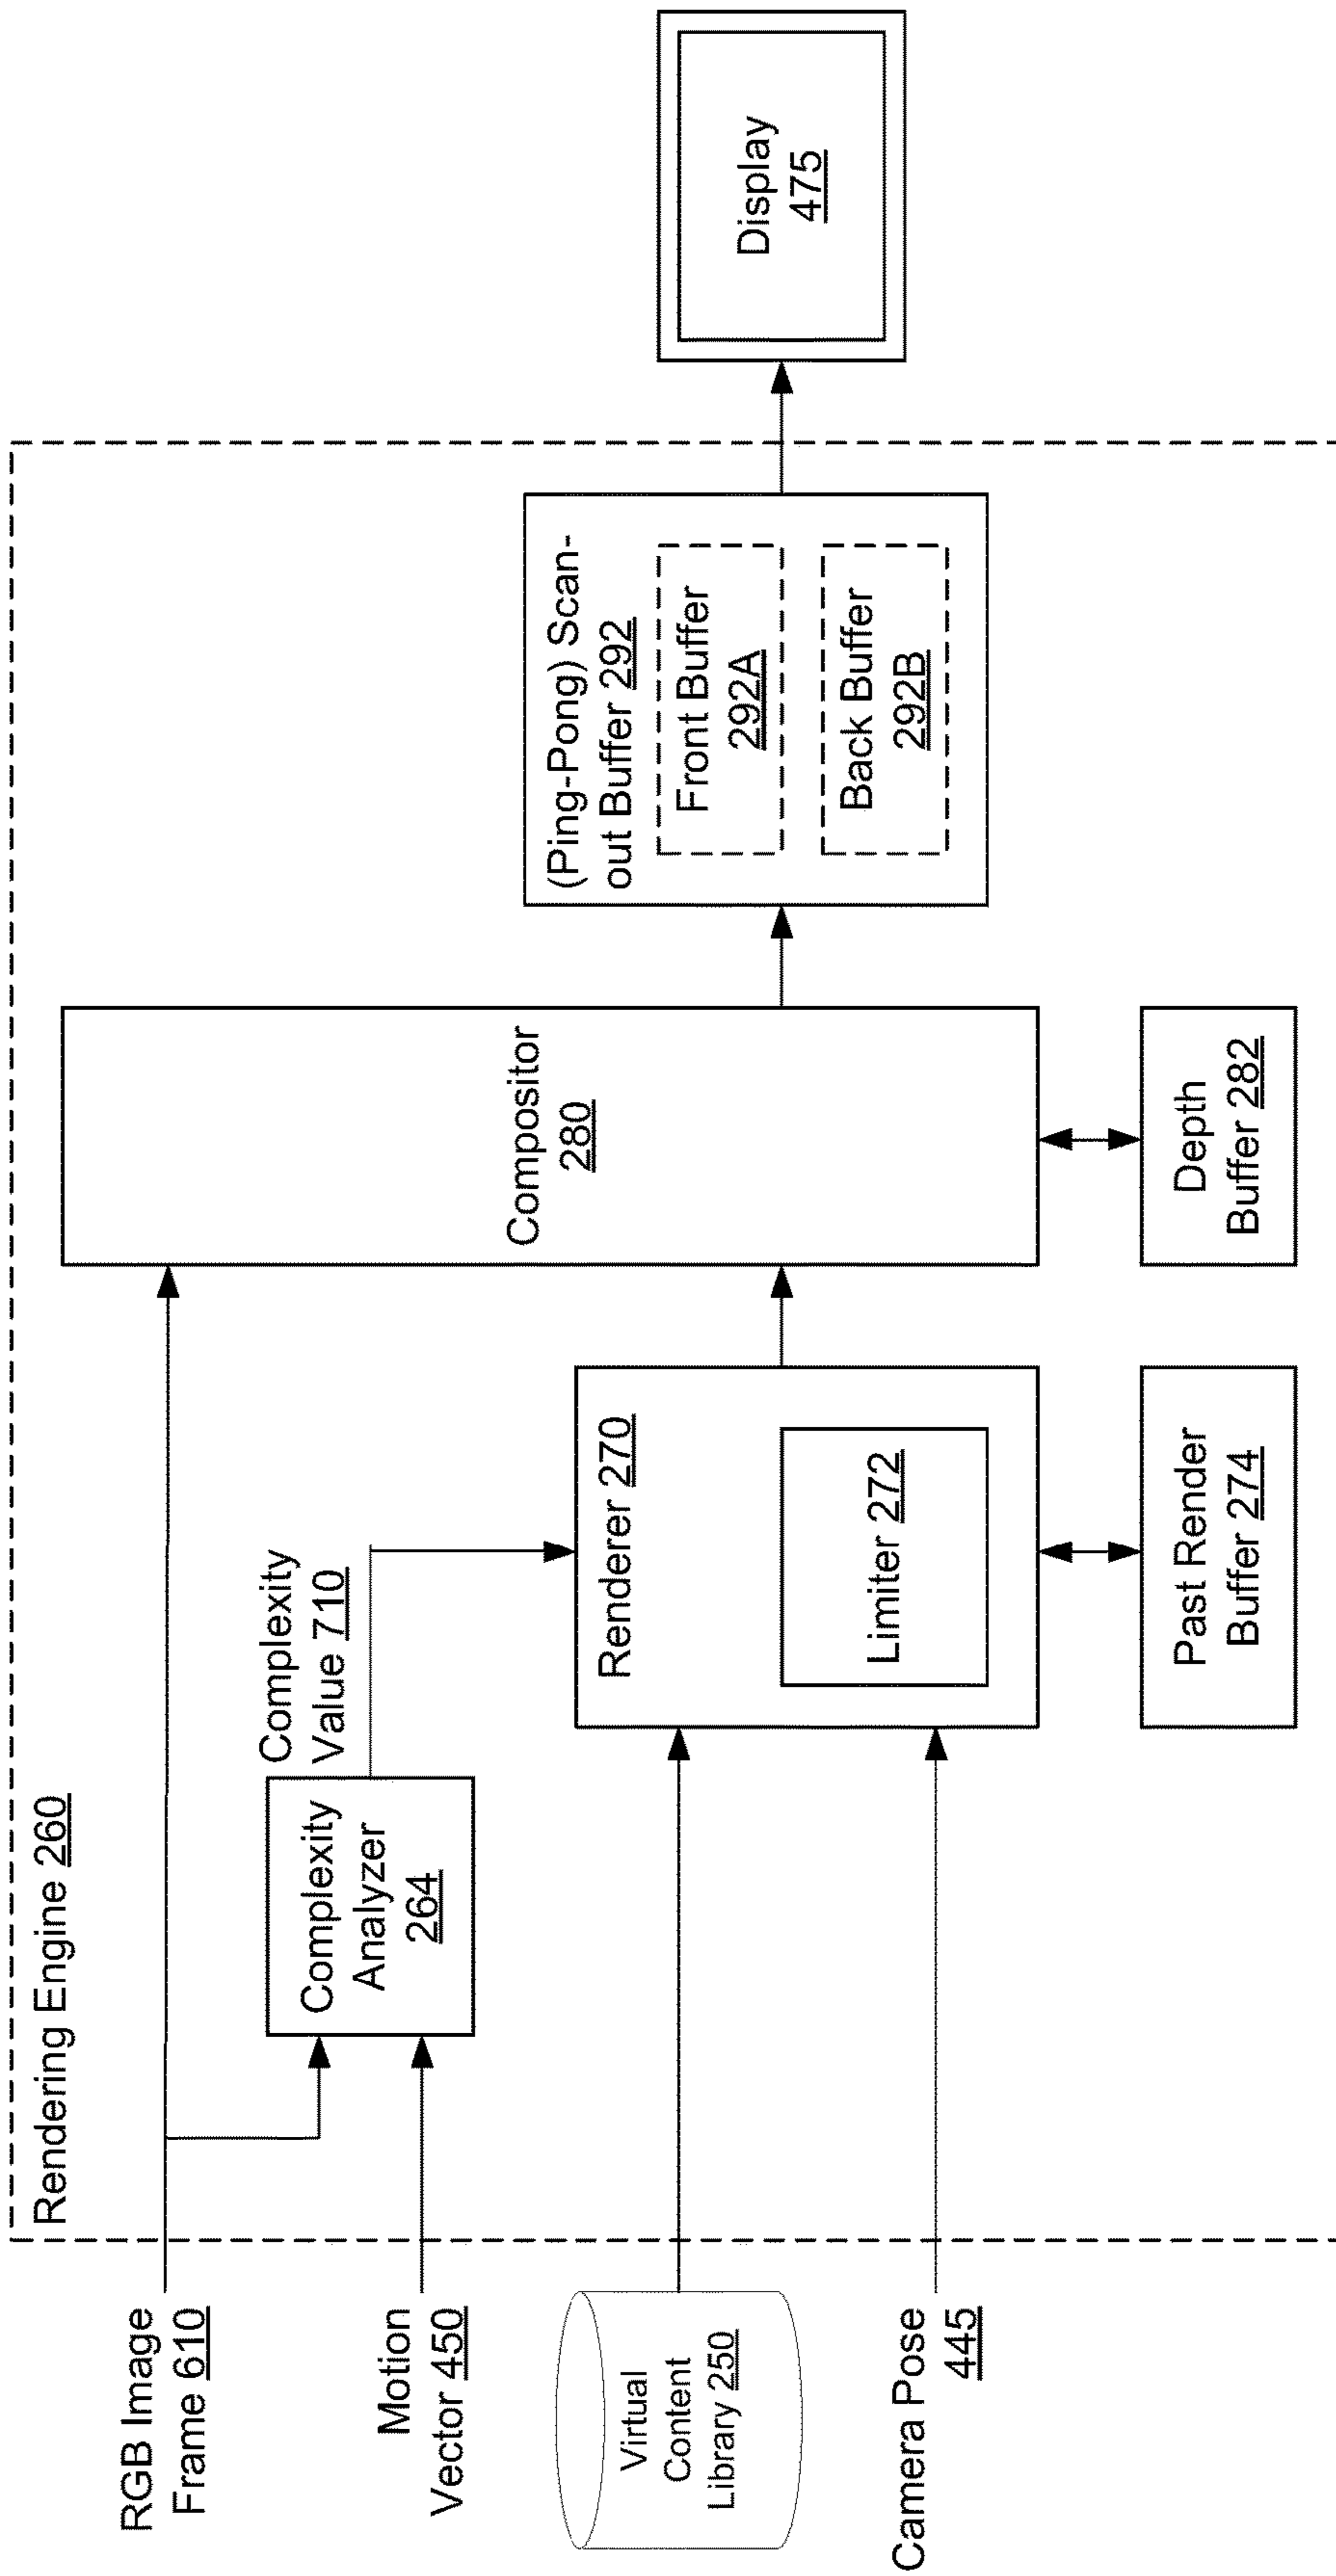 Rendering Engine 260
RGB Image
Frame 610
Motion
Vector 450
Virtual
Content
Library 250
Camera Pose
445
Complexity
Analyzer
264
Complexity
Value 710
Renderer 270
Limiter 272
Past Render
Buffer 274
Compositor
280
Depth
Buffer 282
(Ping-Pong) Scan-
out Buffer 292
Front Buffer
292A
Back Buffer
292B
Display
475